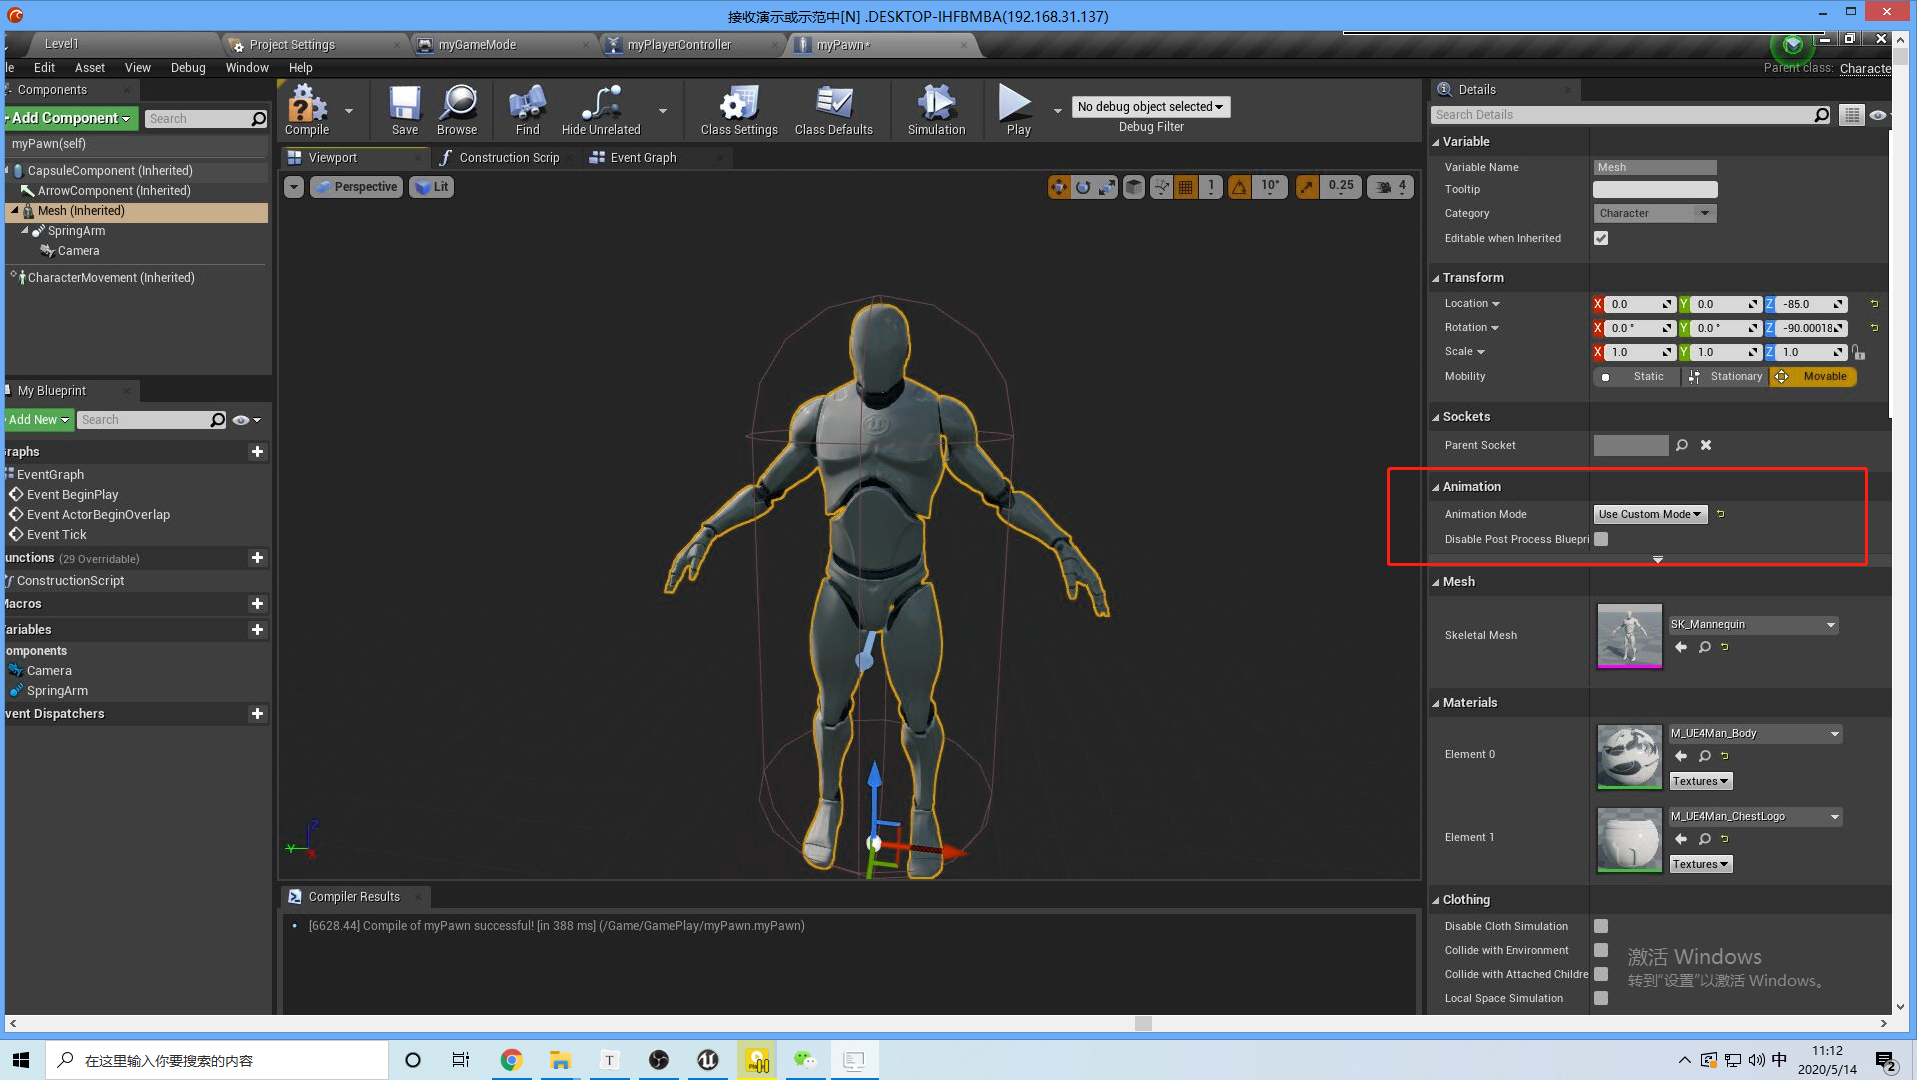 接收演示或示范中[N] .DESKTOP-IHFBMBA(192.168.31.137)
Level1
Project Settings
myGameMode
myPlayerController
myPawn*
le Edit Asset View Debug Window Help
Parent class: Characte
Components
Add Component
Search
myPawn(self)
CapsuleComponent (Inherited)
ArrowComponent (Inherited)
Mesh (Inherited)
SpringArm
Camera
CharacterMovement (Inherited)
My Blueprint
Add New
Search
raphs
EventGraph
Event BeginPlay
Event ActorBeginOverlap
Event Tick
unctions (29 Overridable)
ConstructionScript
Macros
ariables
omponents
Camera
SpringArm
vent Dispatchers
Compile
Save
Browse
Find
Hide Unrelated
Class Settings
Class Defaults
Simulation
Play
No debug object selected
Debug Filter
Viewport
Construction Scrip
Event Graph
Perspective
Lit
1
10°
0.25
4
Z
Y
X
Compiler Results
[6628.44] Compile of myPawn successful! [in 388 ms] (/Game/GamePlay/myPawn.myPawn)
Details
Search Details
Variable
Variable Name Mesh
Tooltip
Category Character
Editable when Inherited
Transform
Location X 0.0 Y 0.0 Z -85.0
Rotation X 0.0 ° Y 0.0 ° Z -90.00018
Scale X 1.0 Y 1.0 Z 1.0
Mobility Static Stationary Movable
Sockets
Parent Socket
Animation
Animation Mode Use Custom Mode
Disable Post Process Bluepri
Mesh
Skeletal Mesh SK_Mannequin
Materials
Element 0 M_UE4Man_Body
Textures
Element 1 M_UE4Man_ChestLogo
Textures
Clothing
Disable Cloth Simulation
Collide with Environment
Collide with Attached Childre
Local Space Simulation
激活 Windows
转到“设置”以激活 Windows。
在这里输入你要搜索的内容
T
中
11:12
2020/5/14
2